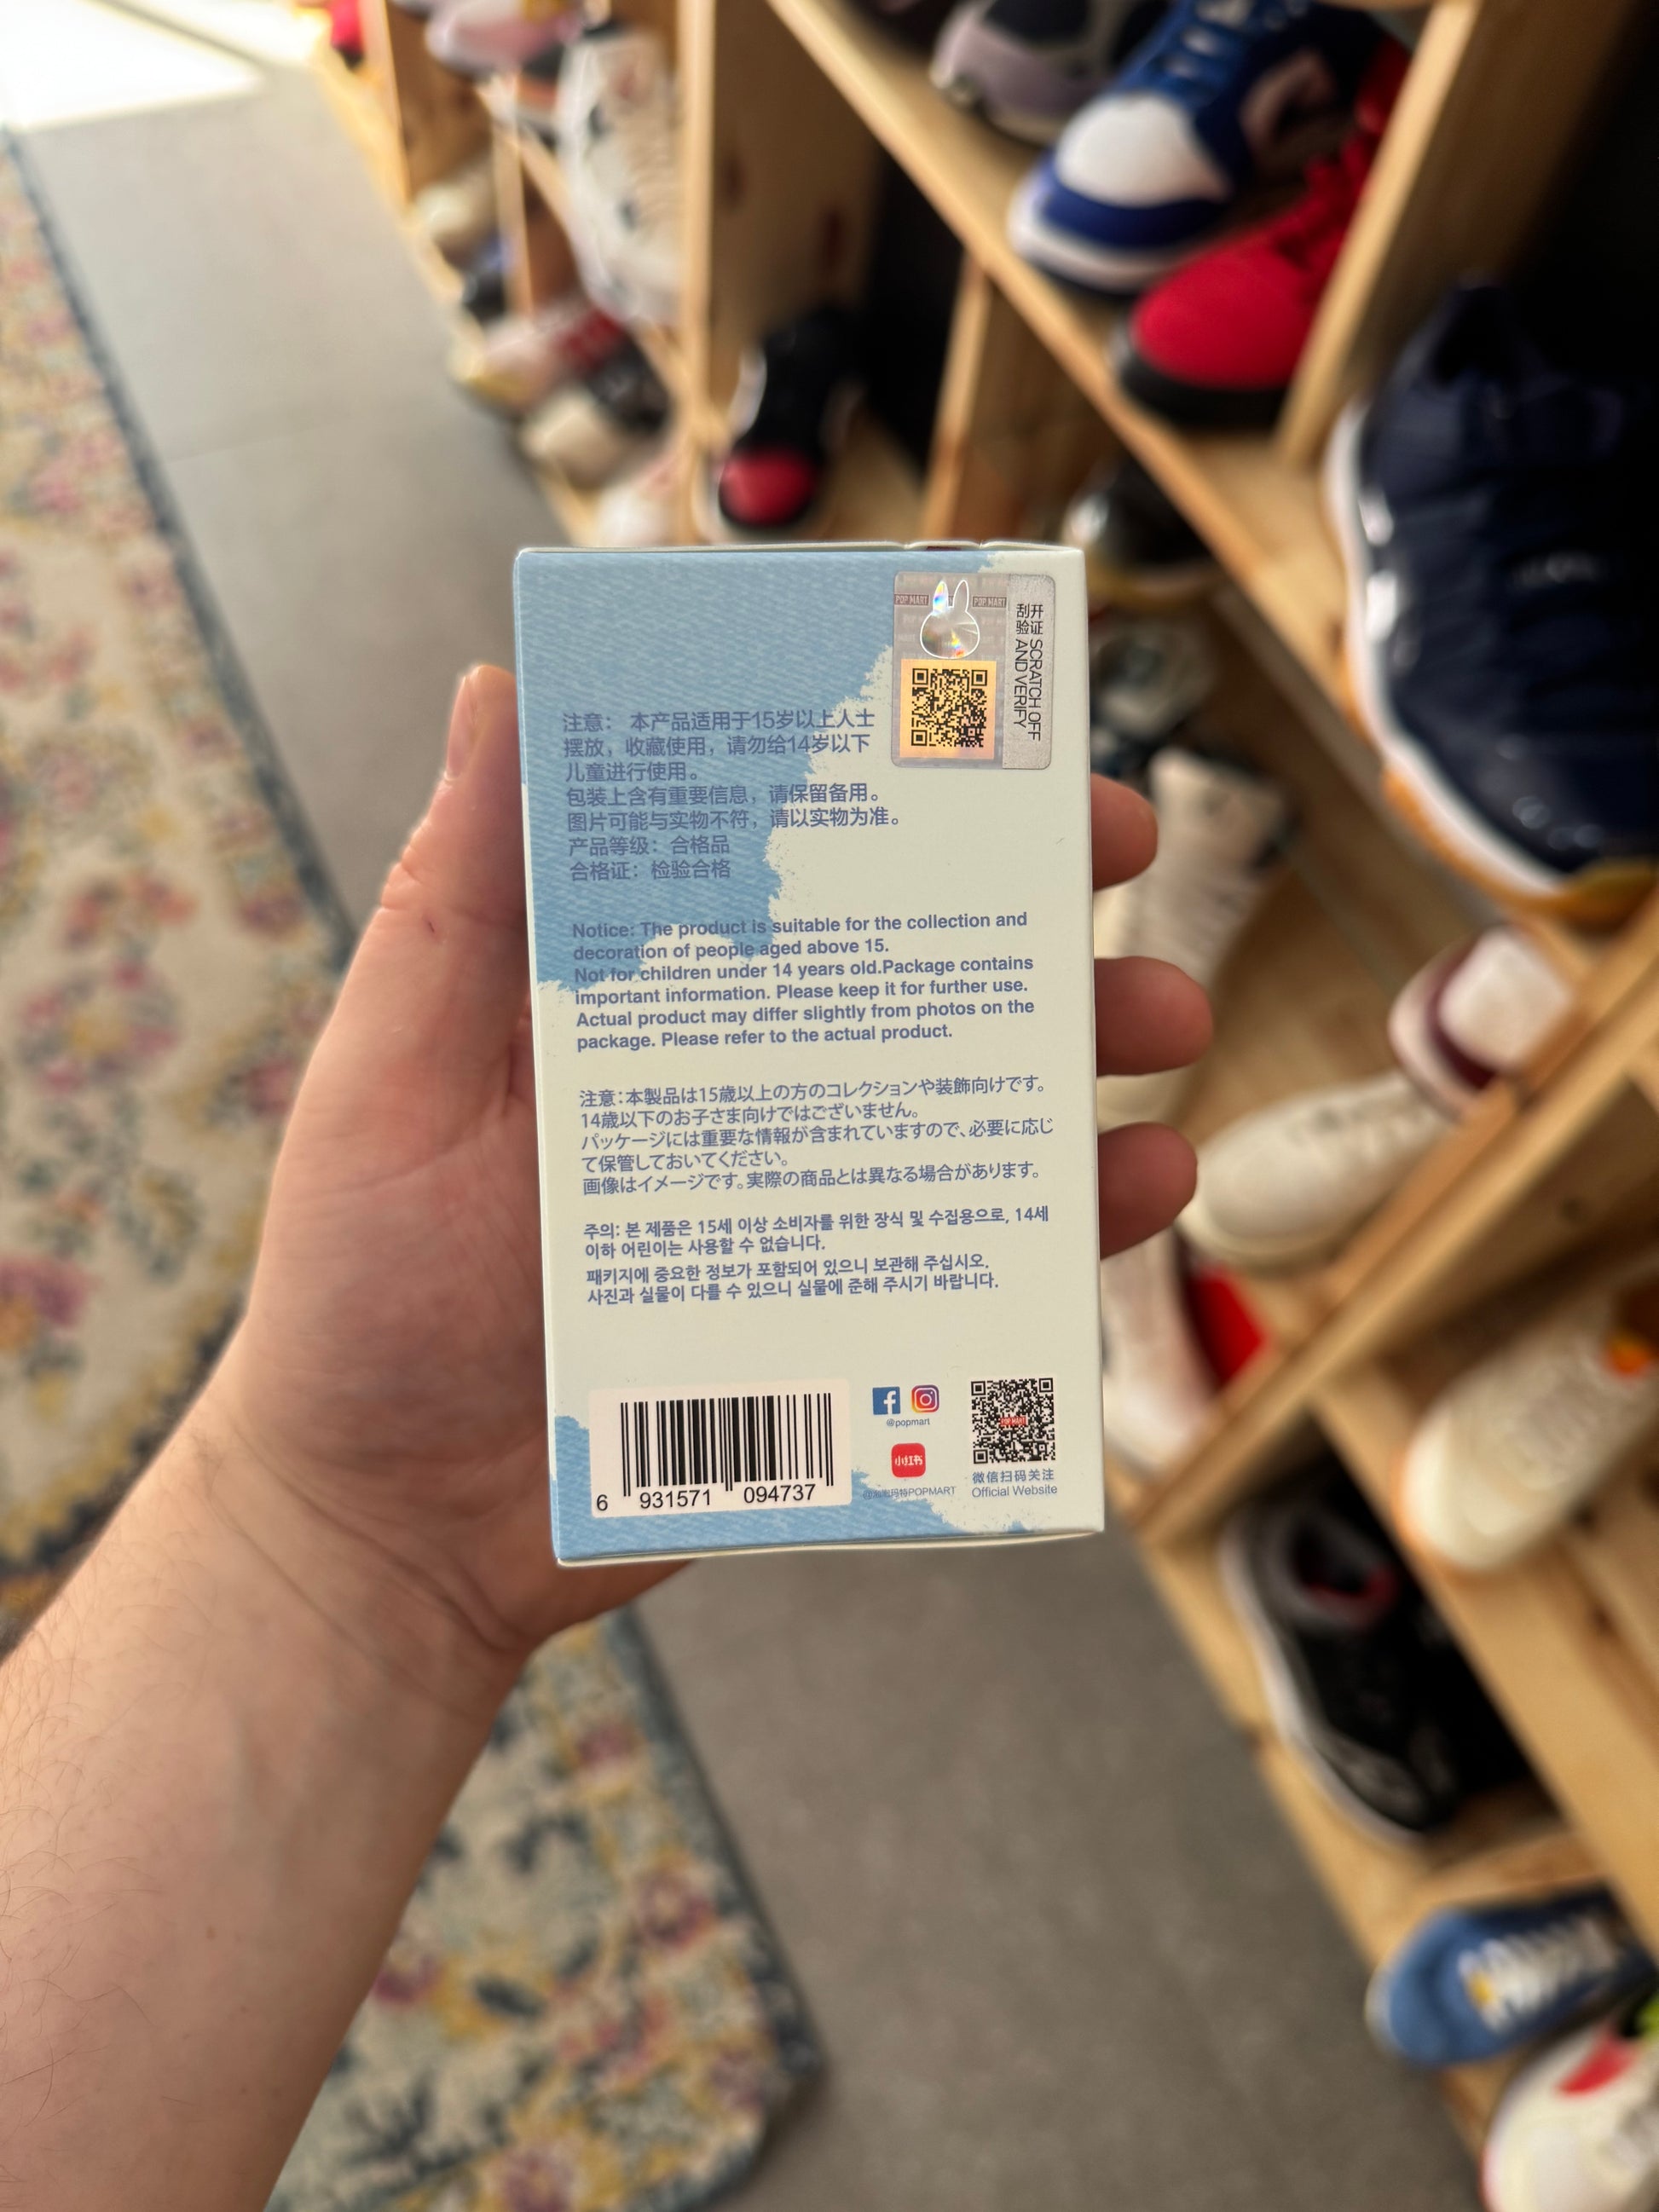 POP MART
POP MART
刮开
验证
SCRATCH OFF
AND VERIFY
注意： 本产品适用于15岁以上人士
摆放，收藏使用，请勿给14岁以下
儿童进行使用。
包装上含有重要信息，请保留备用。
图片可能与实物不符，请以实物为准。
产品等级：合格品
合格证：检验合格
Notice: The product is suitable for the collection and
decoration of people aged above 15.
Not for children under 14 years old.Package contains
important information. Please keep it for further use.
Actual product may differ slightly from photos on the
package. Please refer to the actual product.
注意：本製品は15歳以上の方のコレクションや装飾向けです。
14歳以下のお子さま向けではございません。
パッケージには重要な情報が含まれていますので、必要に応じ
て保管しておいてください。
画像はイメージです。実際の商品とは異なる場合があります。
주의: 본 제품은 15세 이상 소비자를 위한 장식 및 수집용으로, 14세
이하 어린이는 사용할 수 없습니다.
패키지에 중요한 정보가 포함되어 있으니 보관해 주십시오.
사진과 실물이 다를 수 있으니 실물에 준해 주시기 바랍니다.
6 931571 094737
@popmart
小红书
@泡泡玛特POPMART
POP MART
微信扫码关注
Official Website